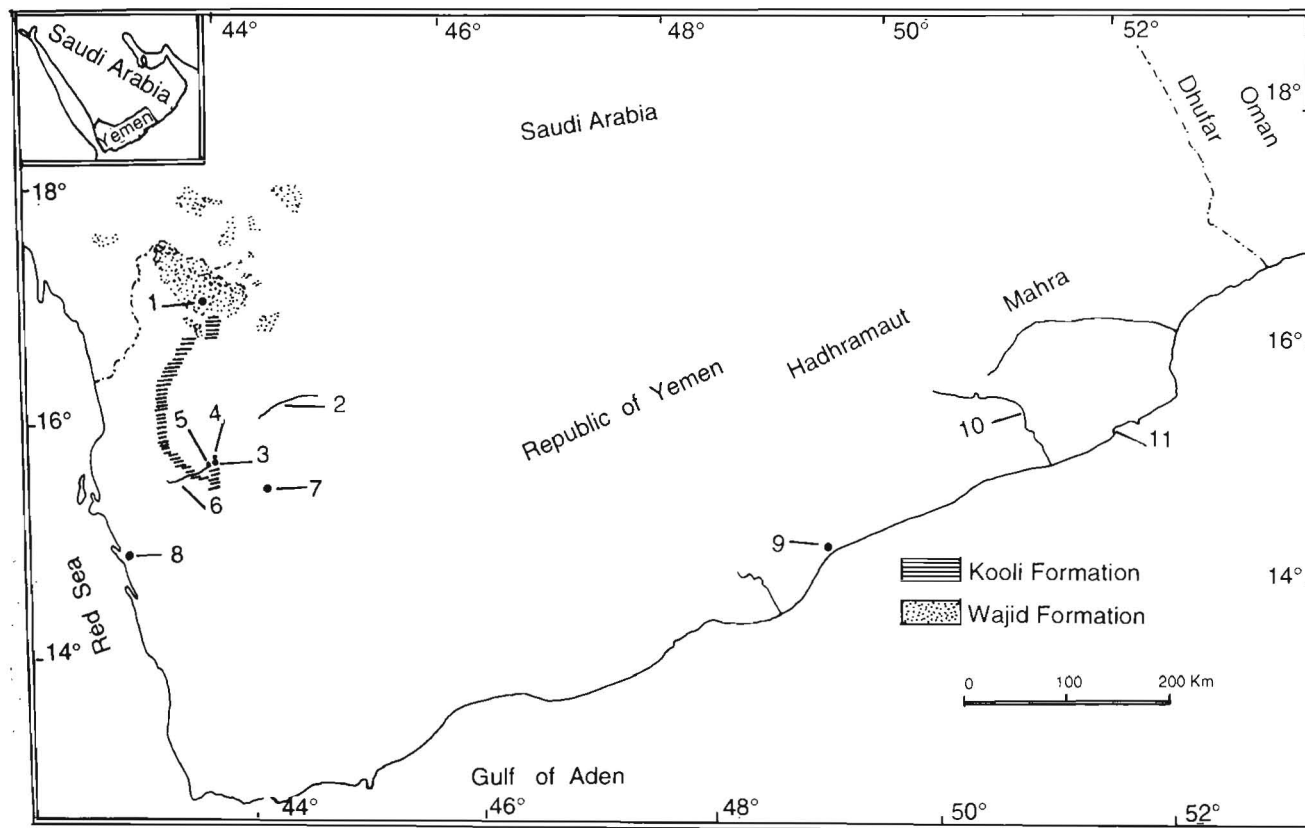 44°
46°
48°
50°
52°
Saudi Arabia
Yemen
Saudi Arabia
Dhufar
Oman
18°
18°
1
Mahra
Hadhramaut
Republic of Yemen
16°
16°
2
5
4
3
6
7
10
11
8
9
Red Sea
Kooli Formation
14°
Wajid Formation
14°
0 100 200 Km
Gulf of Aden
44°
46°
48°
50°
52°